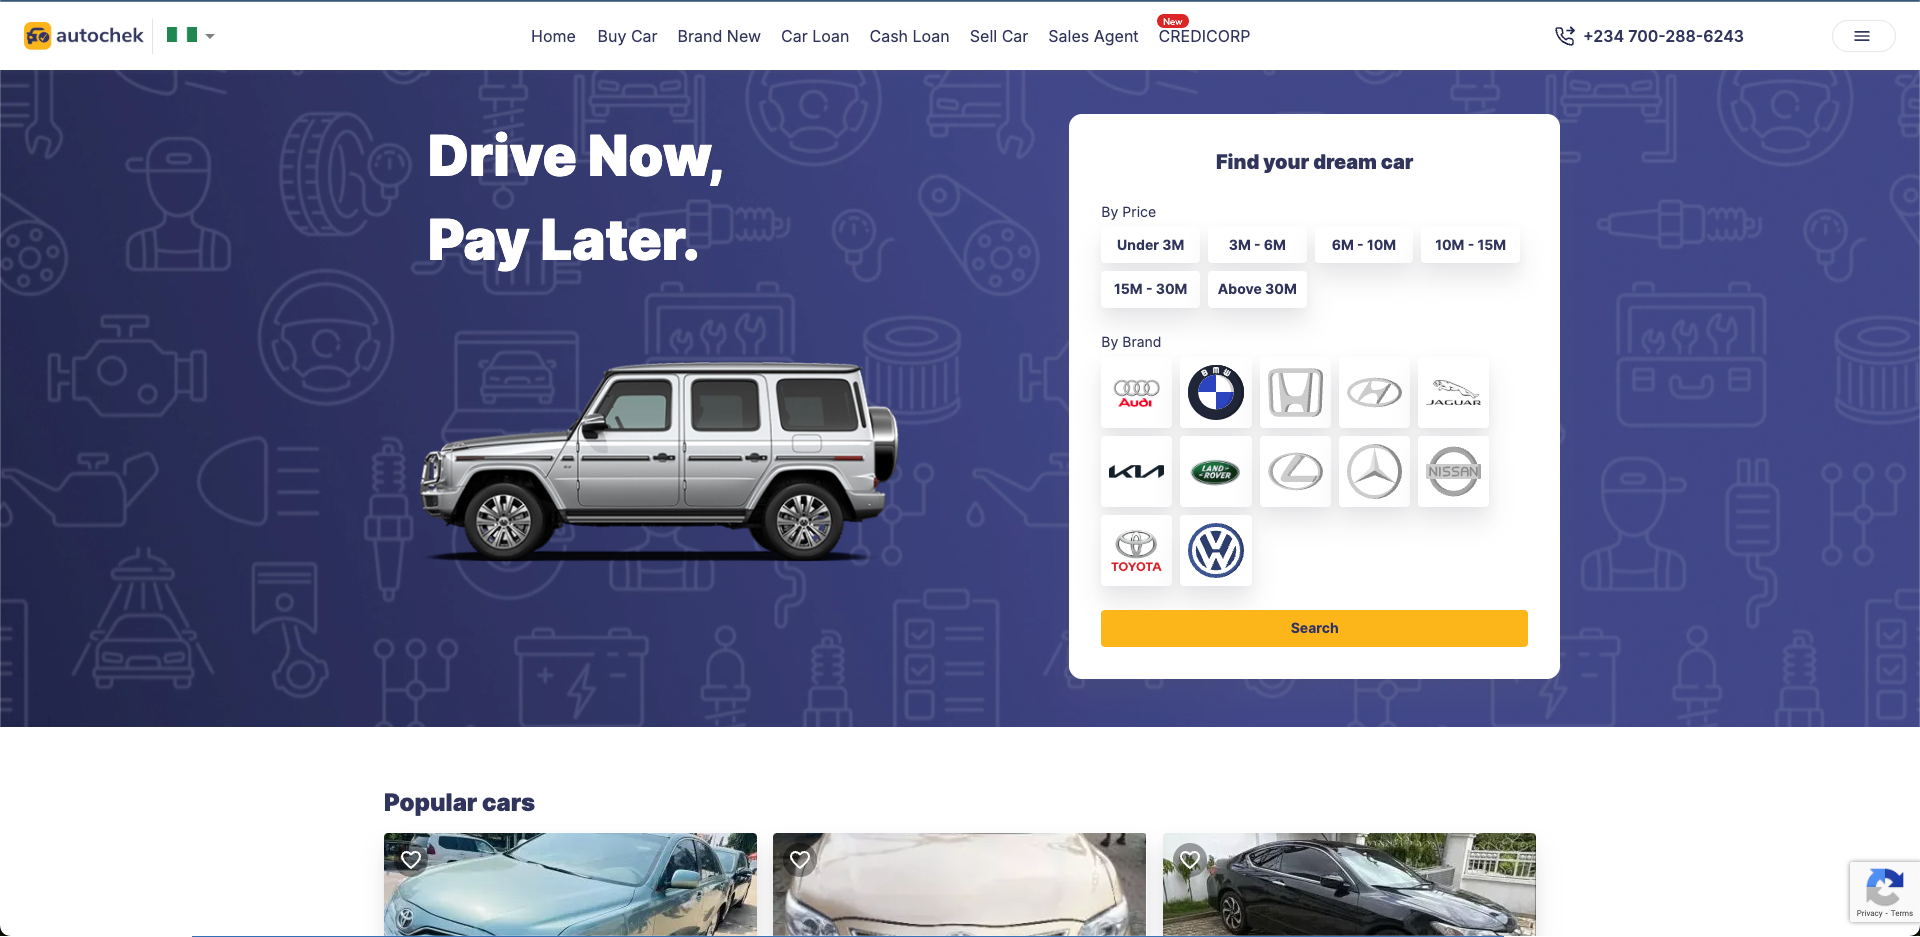 autochek
Home
Buy Car
Brand New
Car Loan
Cash Loan
Sell Car
Sales Agent
New
CREDICORP
+234 700-288-6243
Drive Now,
Pay Later.
Find your dream car
By Price
Under 3M
3M - 6M
6M - 10M
10M - 15M
15M - 30M
Above 30M
By Brand
Audi
BMW
JAGUAR
KIA
LAND ROVER
NISSAN
TOYOTA
Search
Popular cars
Privacy - Terms